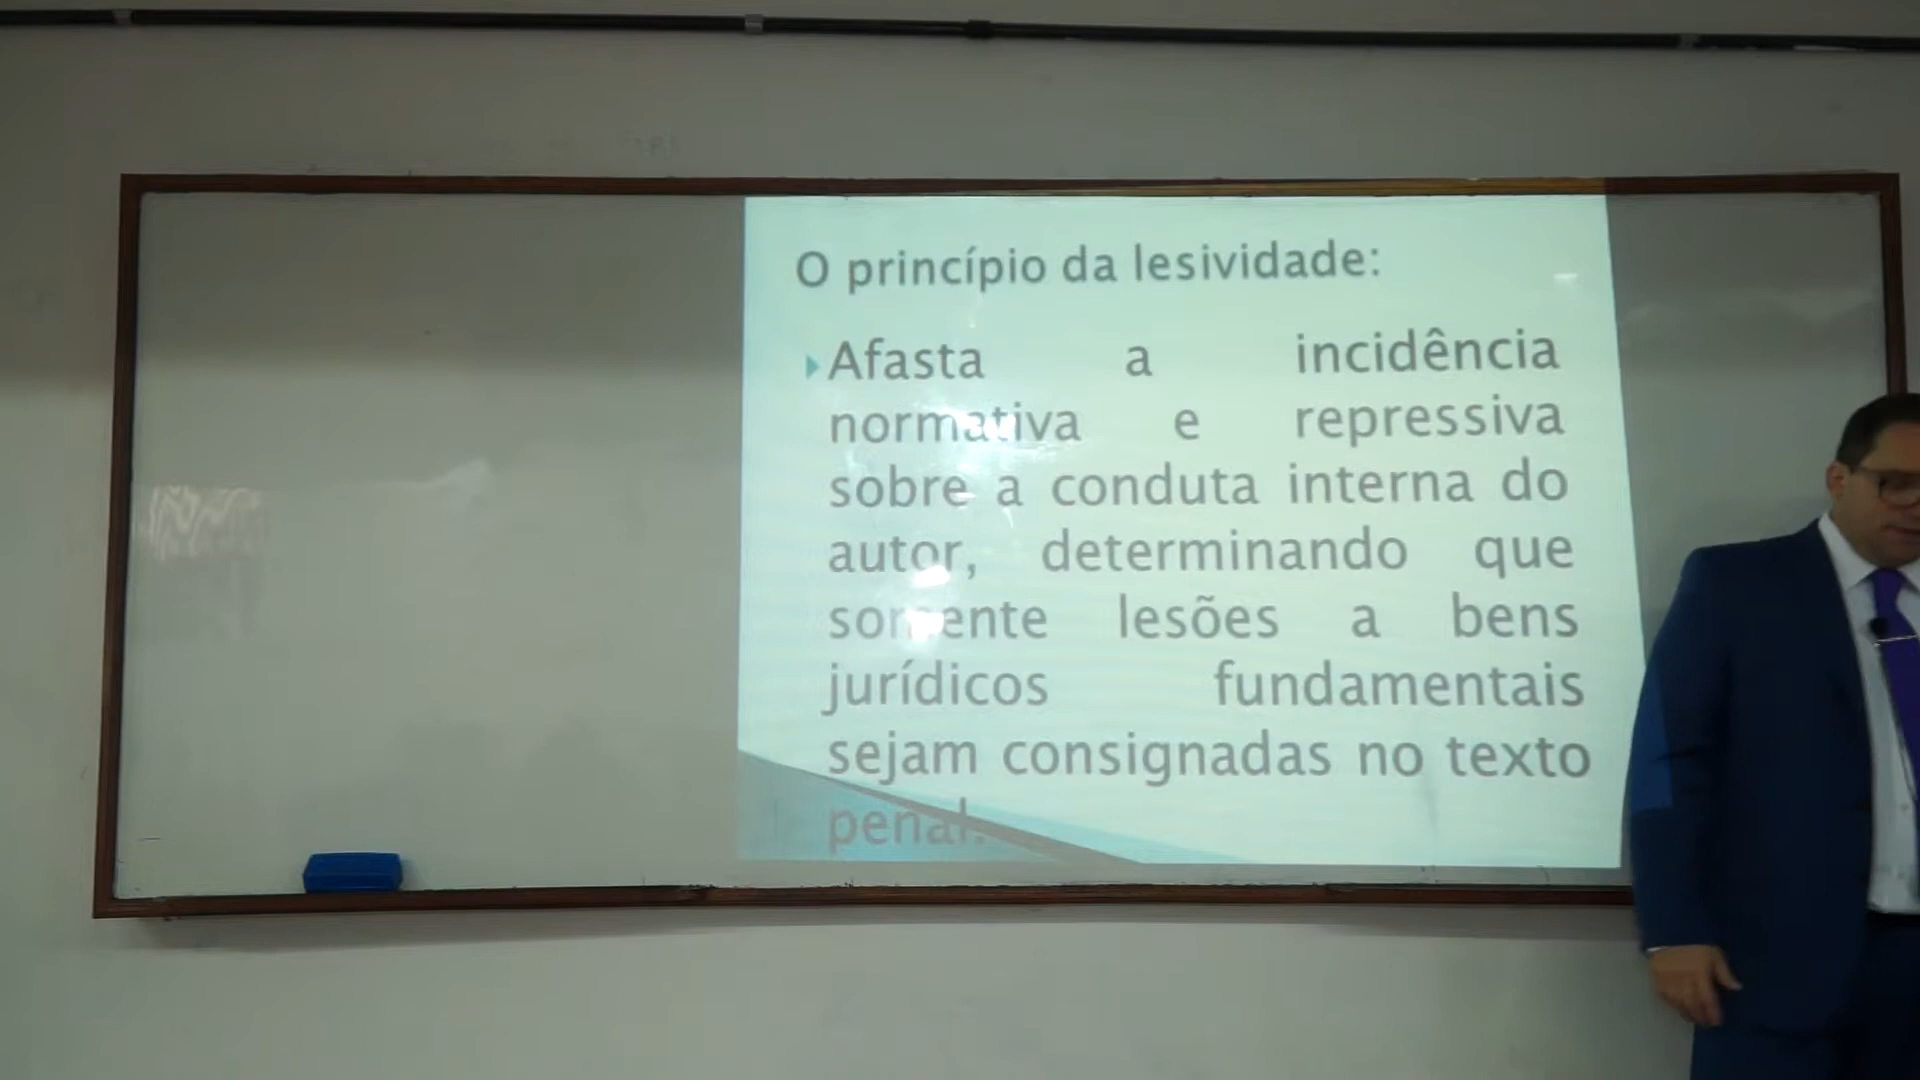 O princípio da lesividade:
Afasta a incidência
normativa e repressiva
sobre a conduta interna do
autor, determinando que
somente lesões a bens
jurídicos fundamentais
sejam consignadas no texto
penal.